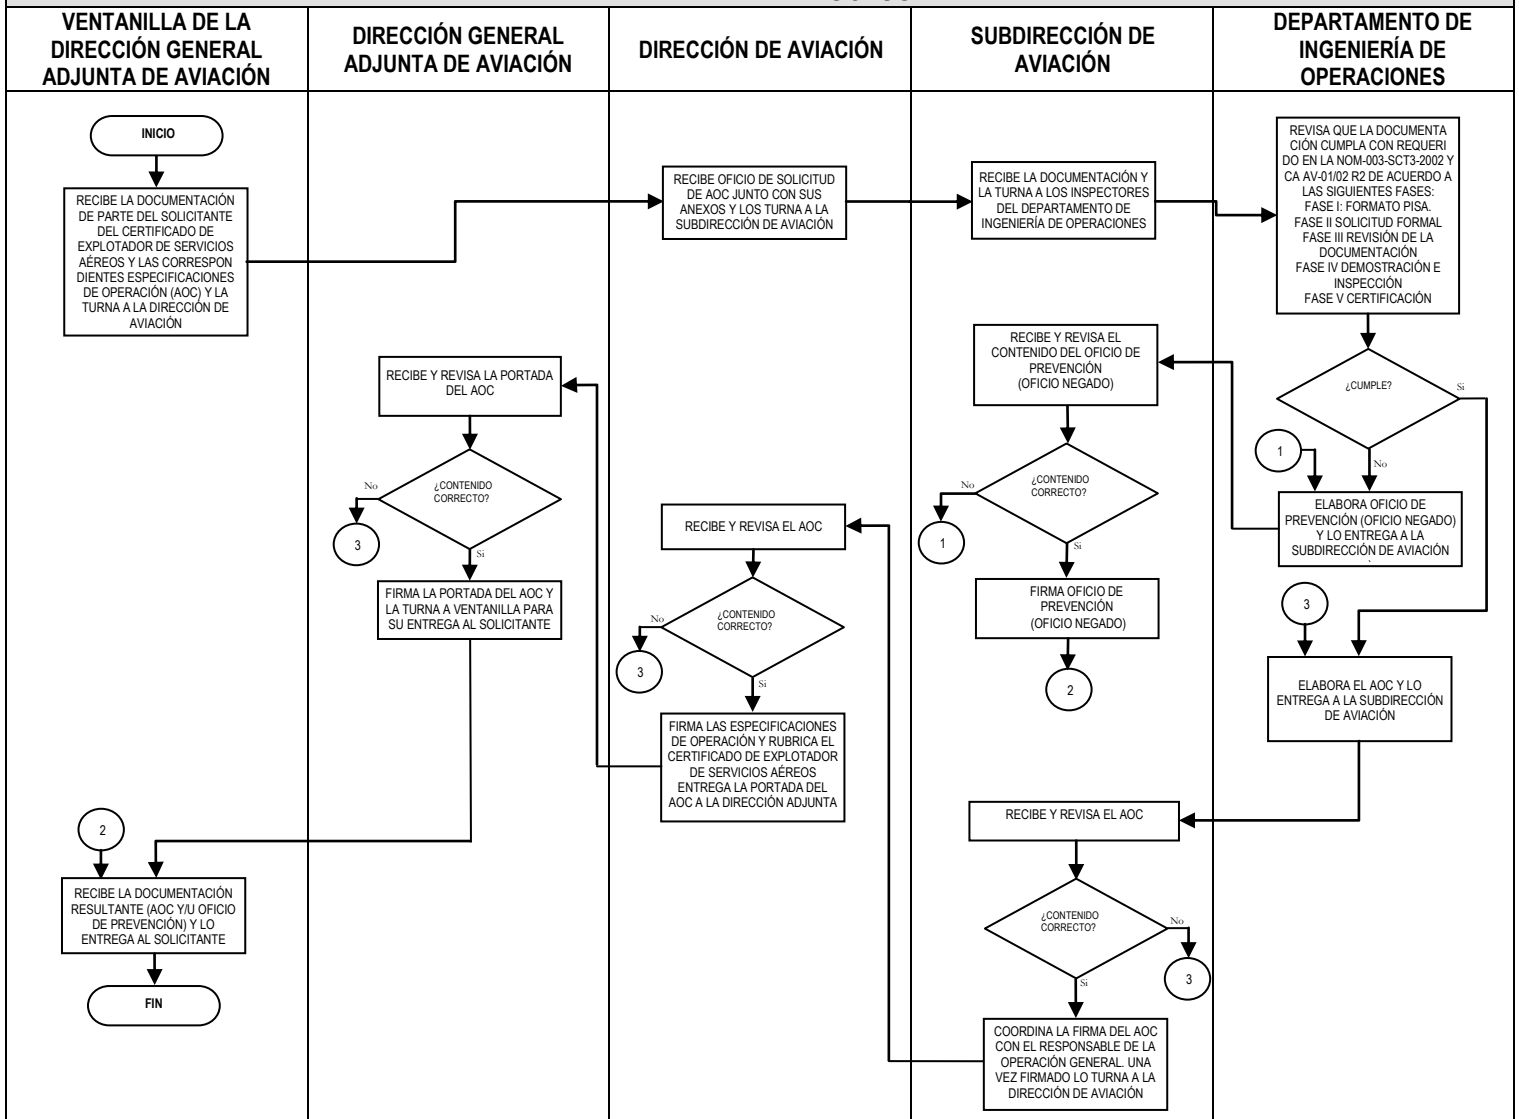 VENTANILLA DE LA
DIRECCIÓN GENERAL
ADJUNTA DE AVIACIÓN
DIRECCIÓN GENERAL
ADJUNTA DE AVIACIÓN
DIRECCIÓN DE AVIACIÓN
SUBDIRECCIÓN DE
AVIACIÓN
DEPARTAMENTO DE
INGENIERÍA DE
OPERACIONES
INICIO
RECIBE LA DOCUMENTACIÓN
DE PARTE DEL SOLICITANTE
DEL CERTIFICADO DE
EXPLOTADOR DE SERVICIOS
AÉREOS Y LAS CORRESPON
DIENTES ESPECIFICACIONES
DE OPERACIÓN (AOC) Y LA
TURNA A LA DIRECCIÓN DE
AVIACIÓN
RECIBE OFICIO DE SOLICITUD
DE AOC JUNTO CON SUS
ANEXOS Y LOS TURNA A LA
SUBDIRECCIÓN DE AVIACIÓN
RECIBE LA DOCUMENTACIÓN Y
LA TURNA A LOS INSPECTORES
DEL DEPARTAMENTO DE
INGENIERÍA DE OPERACIONES
REVISA QUE LA DOCUMENTA
CIÓN CUMPLA CON REQUERI
DO EN LA NOM-003-SCT3-2002 Y
CA AV-01/02 R2 DE ACUERDO A
LAS SIGUIENTES FASES:
FASE I: FORMATO PISA.
FASE II SOLICITUD FORMAL
FASE III REVISIÓN DE LA
DOCUMENTACIÓN
FASE IV DEMOSTRACIÓN E
INSPECCIÓN
FASE V CERTIFICACIÓN
¿CUMPLE?
Si
No
1
ELABORA OFICIO DE
PREVENCIÓN (OFICIO NEGADO)
Y LO ENTREGA A LA
SUBDIRECCIÓN DE AVIACIÓN
RECIBE Y REVISA EL
CONTENIDO DEL OFICIO DE
PREVENCIÓN
(OFICIO NEGADO)
¿CONTENIDO
CORRECTO?
No
1
Si
FIRMA OFICIO DE
PREVENCIÓN
(OFICIO NEGADO)
2
3
ELABORA EL AOC Y LO
ENTREGA A LA SUBDIRECCIÓN
DE AVIACIÓN
RECIBE Y REVISA EL AOC
¿CONTENIDO
CORRECTO?
No
3
Si
COORDINA LA FIRMA DEL AOC
CON EL RESPONSABLE DE LA
OPERACIÓN GENERAL. UNA
VEZ FIRMADO LO TURNA A LA
DIRECCIÓN DE AVIACIÓN
RECIBE Y REVISA EL AOC
¿CONTENIDO
CORRECTO?
No
3
Si
FIRMA LAS ESPECIFICACIONES
DE OPERACIÓN Y RUBRICA EL
CERTIFICADO DE EXPLOTADOR
DE SERVICIOS AÉREOS
ENTREGA LA PORTADA DEL
AOC A LA DIRECCIÓN ADJUNTA
RECIBE Y REVISA LA PORTADA
DEL AOC
¿CONTENIDO
CORRECTO?
No
3
Si
FIRMA LA PORTADA DEL AOC Y
LA TURNA A VENTANILLA PARA
SU ENTREGA AL SOLICITANTE
2
RECIBE LA DOCUMENTACIÓN
RESULTANTE (AOC Y/U OFICIO
DE PREVENCIÓN) Y LO
ENTREGA AL SOLICITANTE
FIN